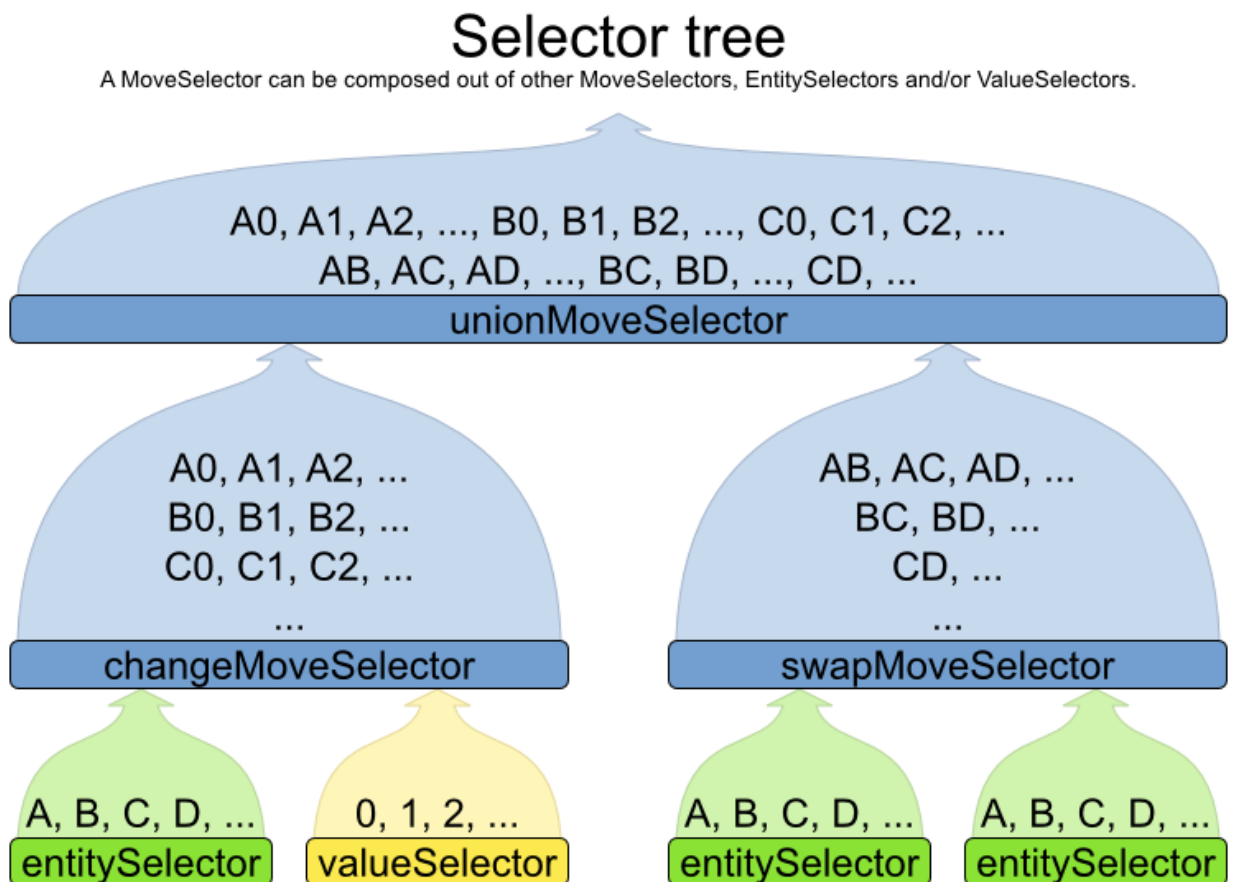 Selector tree
A MoveSelector can be composed out of other MoveSelectors, EntitySelectors and/or ValueSelectors.
A0, A1, A2, ..., B0, B1, B2, ..., C0, C1, C2, ...
AB, AC, AD, ..., BC, BD, ..., CD, ...
unionMoveSelector
A0, A1, A2, ...
B0, B1, B2, ...
C0, C1, C2, ...
...
changeMoveSelector
AB, AC, AD, ...
BC, BD, ...
CD, ...
...
swapMoveSelector
A, B, C, D, ...
entitySelector
0, 1, 2, ...
valueSelector
A, B, C, D, ...
entitySelector
A, B, C, D, ...
entitySelector